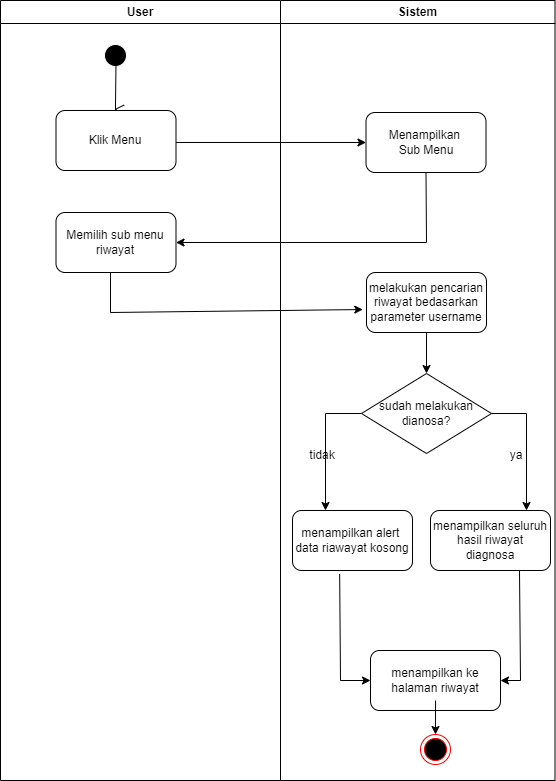 User
Sistem
Klik Menu
Menampilkan
Sub Menu
Memilih sub menu
riwayat
melakukan pencarian
riwayat bedasarkan
parameter username
sudah melakukan
dianosa?
tidak
ya
menampilkan alert
data riawayat kosong
menampilkan seluruh
hasil riwayat
diagnosa
menampilkan ke
halaman riwayat